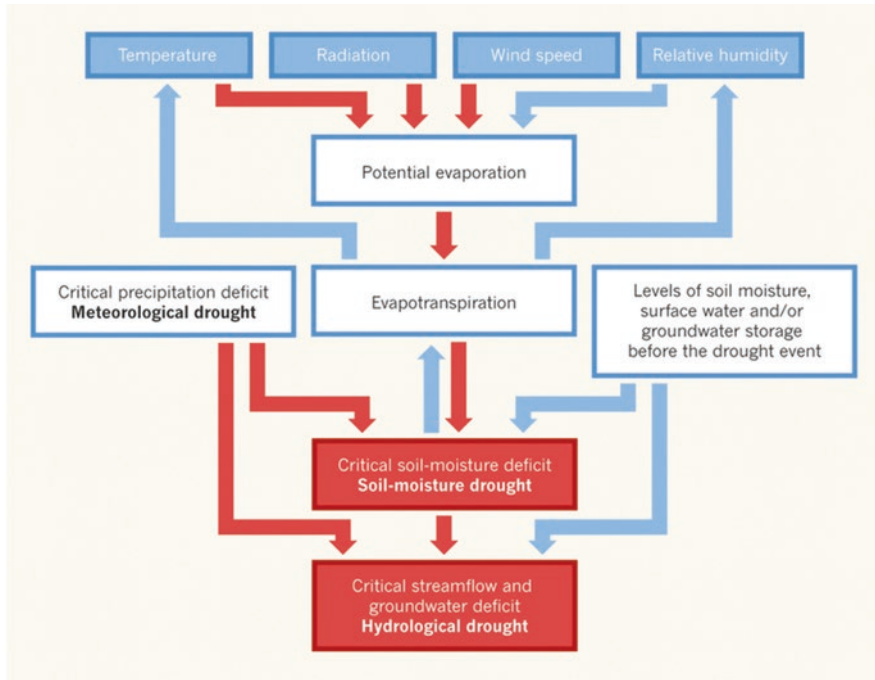 Temperature
Radiation
Wind speed
Relative humidity
Potential evaporation
Critical precipitation deficit
Meteorological drought
Evapotranspiration
Levels of soil moisture,
surface water and/or
groundwater storage
before the drought event
Critical soil-moisture deficit
Soil-moisture drought
Critical streamflow and
groundwater deficit
Hydrological drought